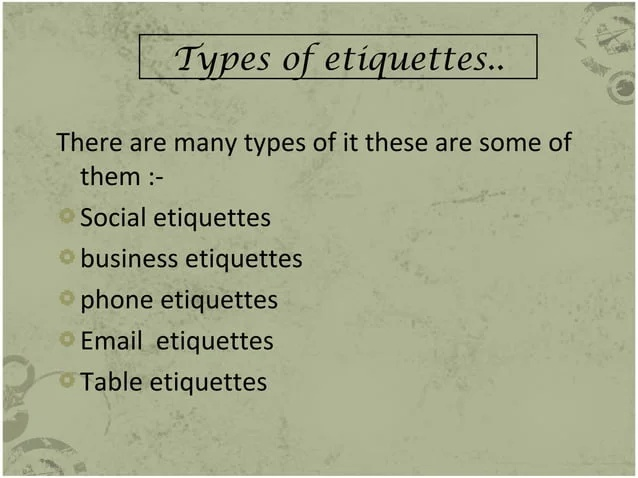 Types of etiquettes..
There are many types of it these are some of
them :-
Social etiquettes
business etiquettes
phone etiquettes
Email  etiquettes
Table etiquettes